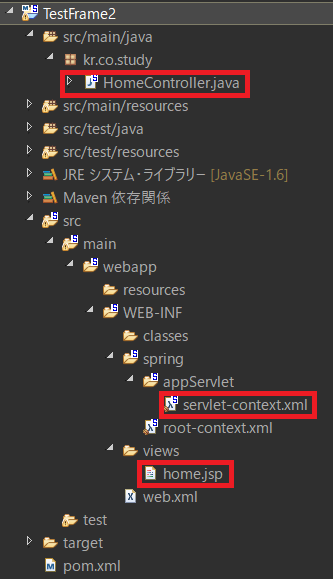 TestFrame2
src/main/java
kr.co.study
HomeController.java
src/main/resources
src/test/java
src/test/resources
JRE システム・ライブラリー [JavaSE-1.6]
Maven 依存関係
src
main
webapp
resources
WEB-INF
classes
spring
appServlet
servlet-context.xml
root-context.xml
views
home.jsp
web.xml
test
target
pom.xml